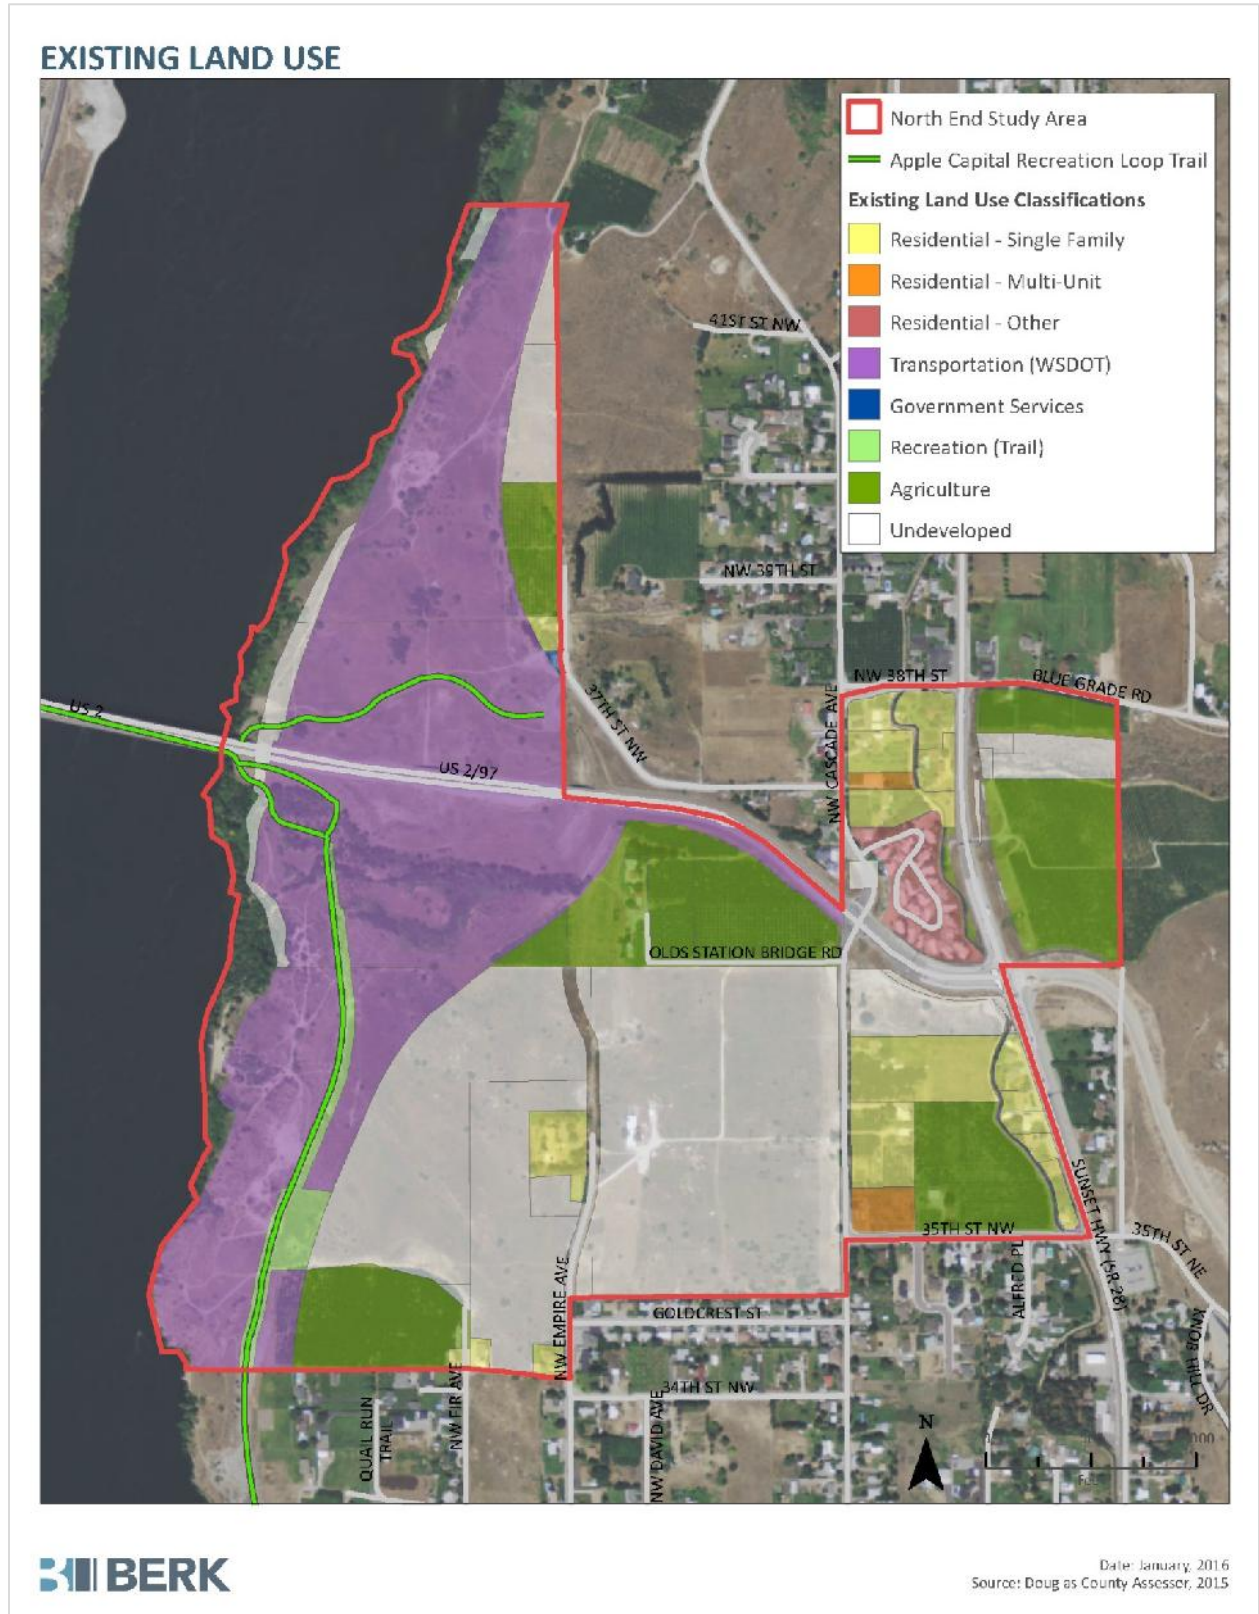 EXISTING LAND USE
North End Study Area
Apple Capital Recreation Loop Trail
Existing Land Use Classifications
Residential - Single Family
Residential - Multi-Unit
Residential - Other
Transportation (WSDOT)
Government Services
Recreation (Trail)
Agriculture
Undeveloped
41ST ST NW
NW 39TH ST
NW 38TH ST
BLUE GRADE RD
37TH ST NW
NW CASCADE AVE
US 2
US 2/97
OLDS STATION BRIDGE RD
35TH ST NW
SUNSET HWY (SR 28)
35TH ST NE
ALFRED PL
KNOB HILL DR
NW EMPIRE AVE
GOLDCREST ST
34TH ST NW
NW FIR AVE
QUAIL RUN
TRAIL
NW DAVID AVE
N
BERK
Date: January, 2016
Source: Doug as County Assessor, 2015